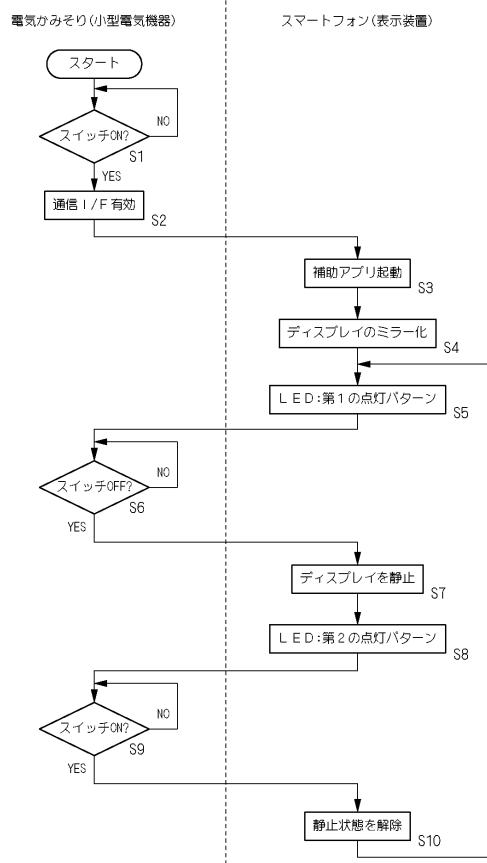 電気かみそり(小型電気機器)
スマートフォン(表示装置)
スタート
NO
スイッチON?
S1
YES
通信I/F有効
S2
補助アプリ起動
S3
ディスプレイのミラー化
S4
LED:第1の点灯パターン
S5
NO
スイッチOFF?
S6
YES
ディスプレイを静止
S7
LED:第2の点灯パターン
S8
NO
スイッチON?
S9
YES
静止状態を解除
S10